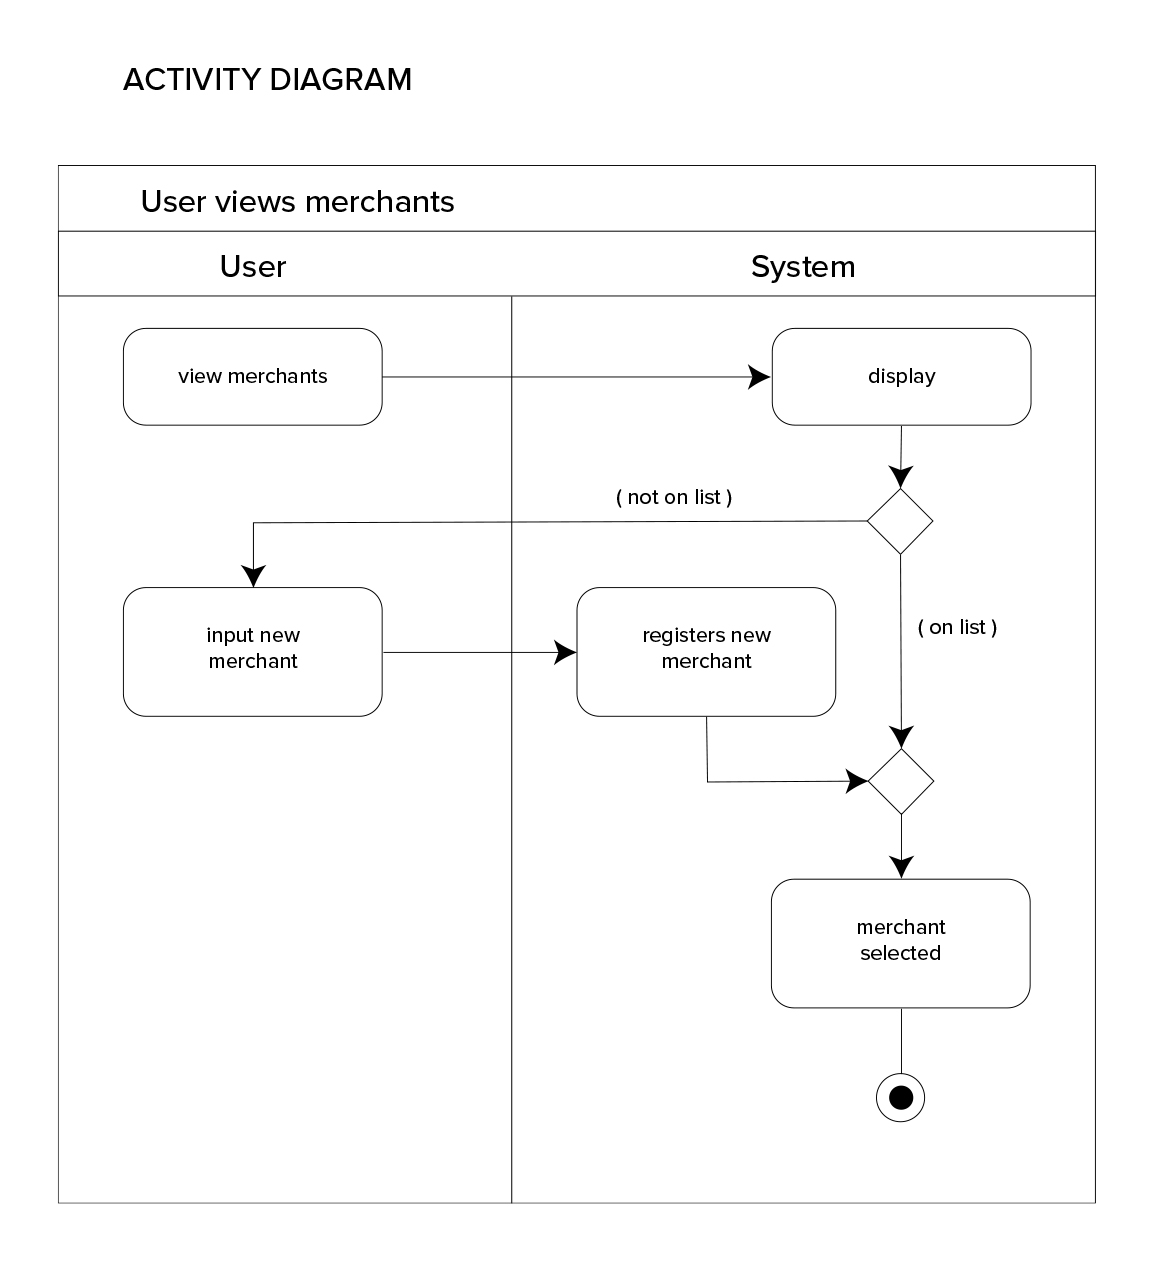 ACTIVITY DIAGRAM
User views merchants
User
System
view merchants
display
( not on list )
input new
merchant
registers new
merchant
( on list )
merchant
selected